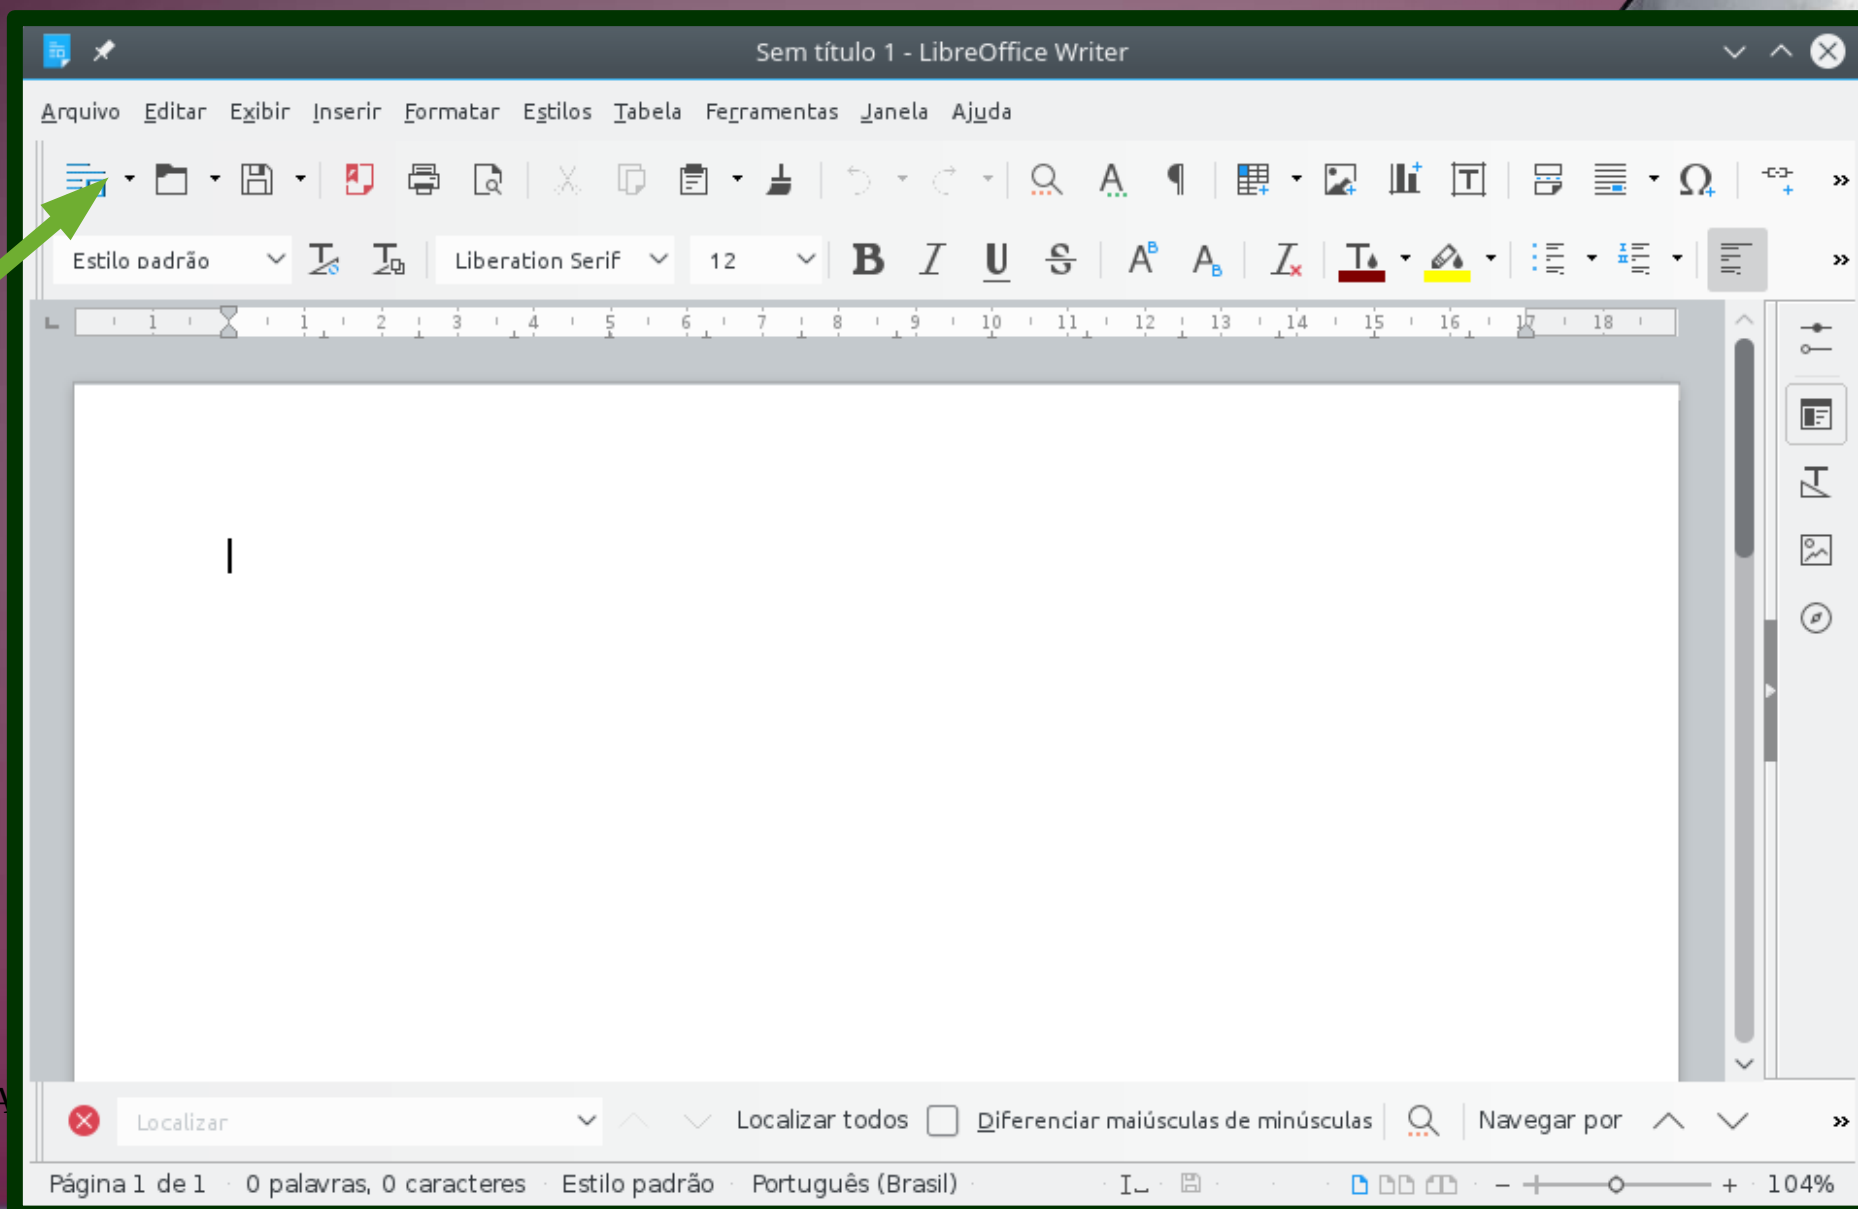 Sem título 1 - LibreOffice Writer
Arquivo Editar Exibir Inserir Formatar Estilos Tabela Ferramentas Janela Ajuda
Estilo padrão Liberation Serif 12
1 1 2 3 4 5 6 7 8 9 10 11 12 13 14 15 16 17 18
Localizar Localizar todos Diferenciar maiúsculas de minúsculas Navegar por
Página 1 de 1 0 palavras, 0 caracteres Estilo padrão Português (Brasil) 104%